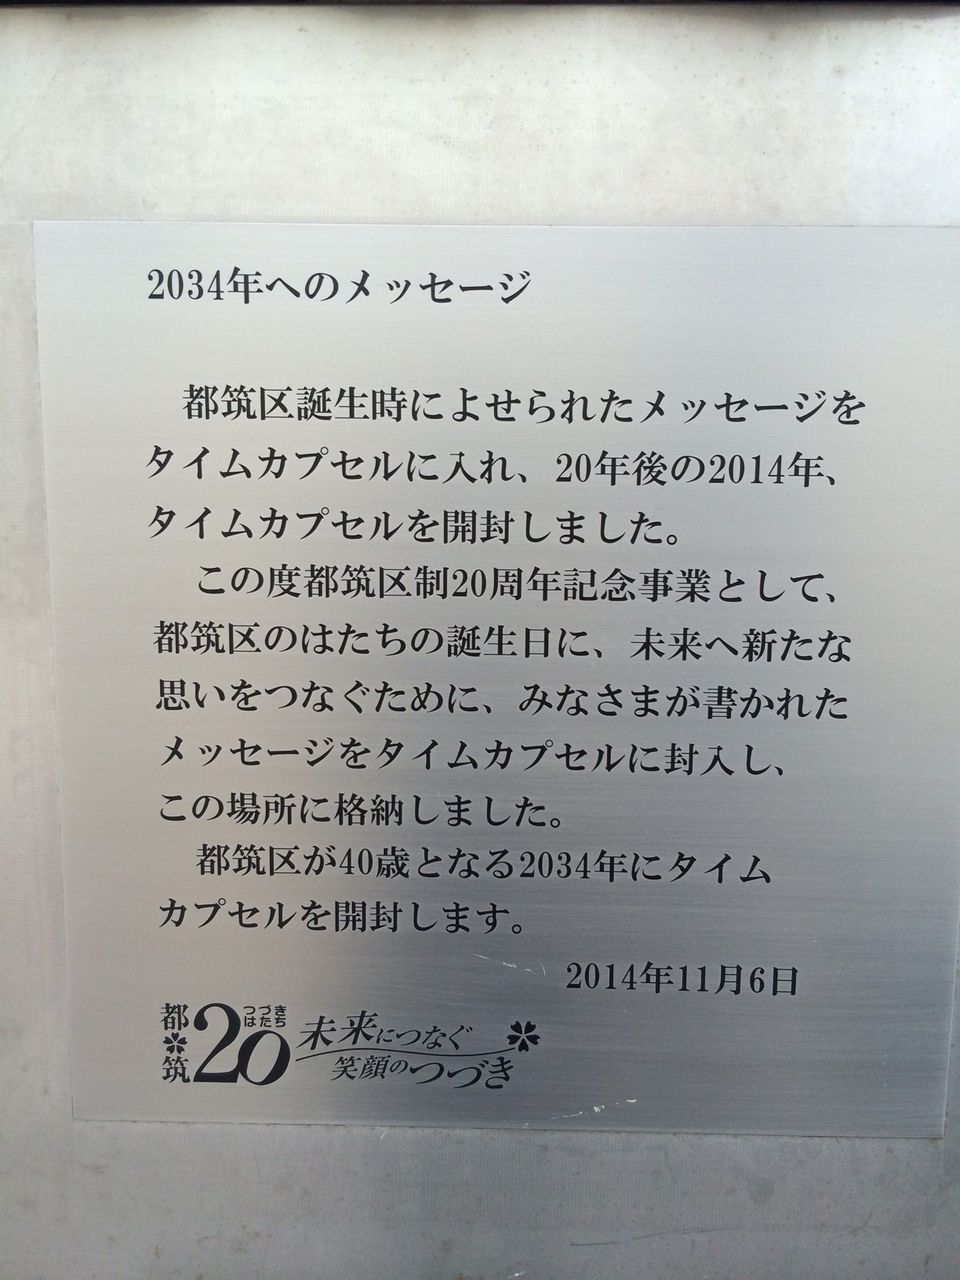 2034年へのメッセージ
都筑区誕生時によせられたメッセージを
タイムカプセルに入れ、20年後の2014年、
タイムカプセルを開封しました。
この度都筑区制20周年記念事業として、
都筑区のはたちの誕生日に、未来へ新たな
思いをつなぐために、みなさまが書かれた
メッセージをタイムカプセルに封入し、
この場所に格納しました。
都筑区が40歳となる2034年にタイム
カプセルを開封します。
2014年11月6日
都筑
20
つづき
はたち
未来につなぐ
笑顔のつづき